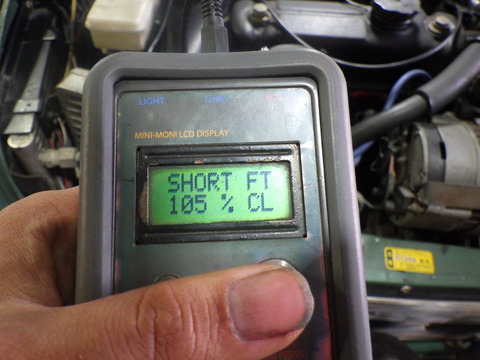 LIGHT
MINI-MONI LCD DISPLAY
SHORT FT
105 % CL